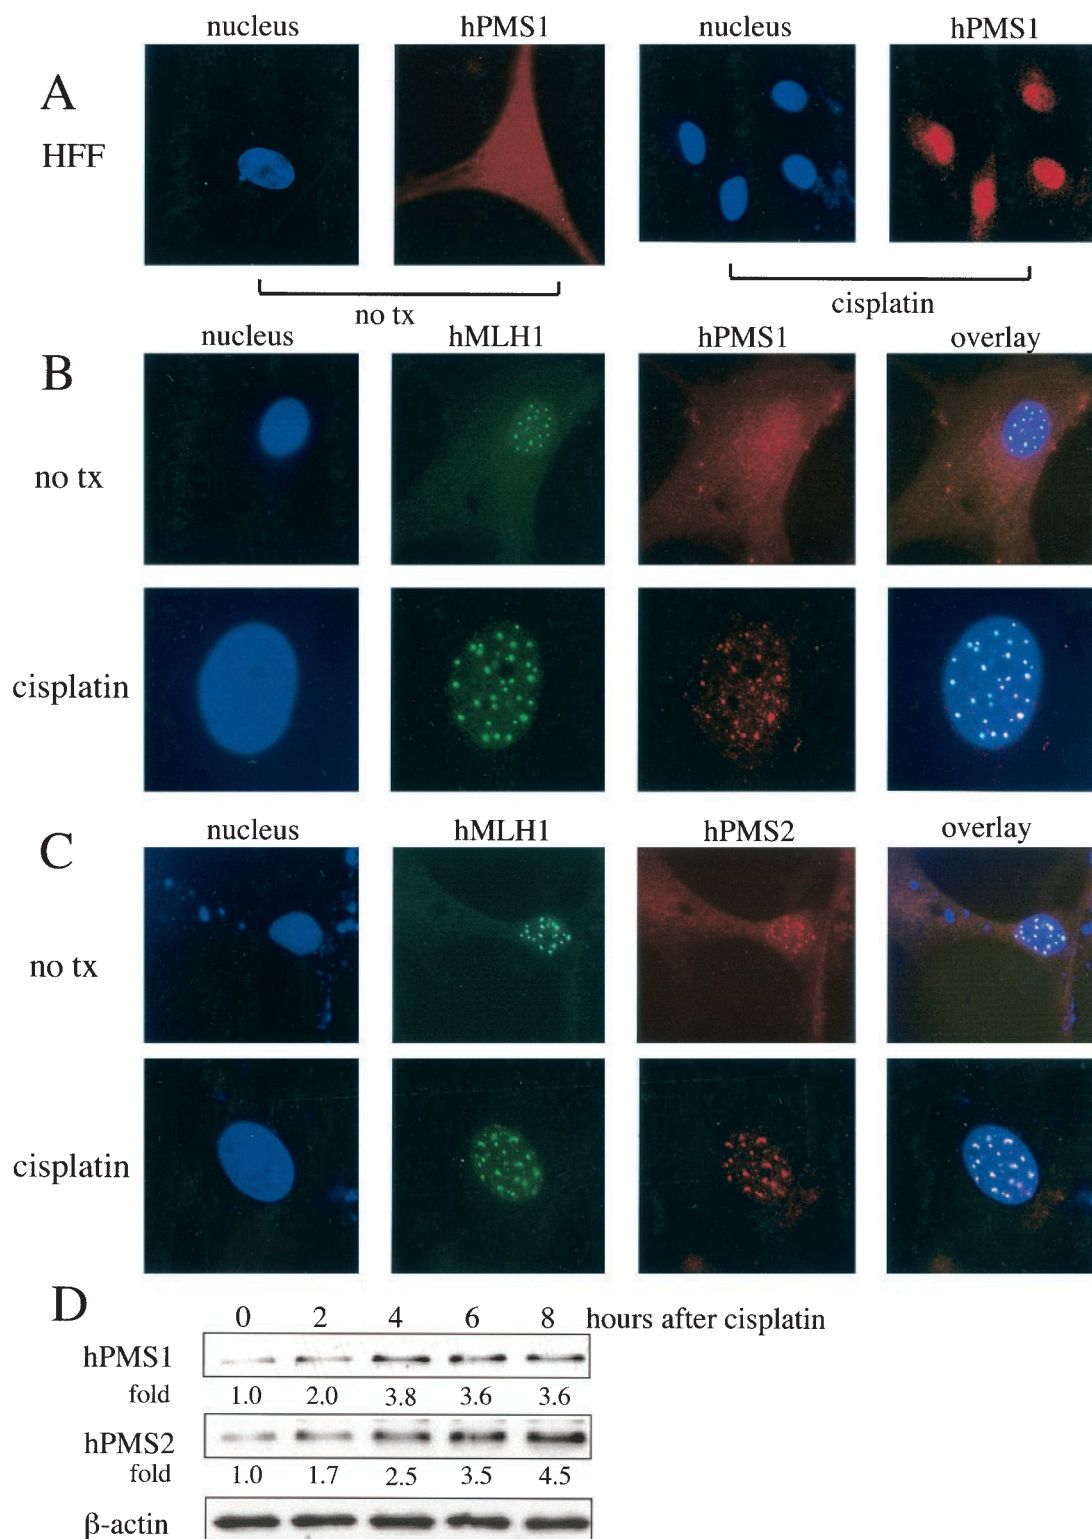 nucleus hPMS1 nucleus hPMS1
A
HFF
no tx cisplatin
nucleus hMLH1 hPMS1 overlay
B
no tx
cisplatin
nucleus hMLH1 hPMS2 overlay
C
no tx
cisplatin
D
0 2 4 6 8 hours after cisplatin
hPMS1
fold 1.0 2.0 3.8 3.6 3.6
hPMS2
fold 1.0 1.7 2.5 3.5 4.5
β-actin